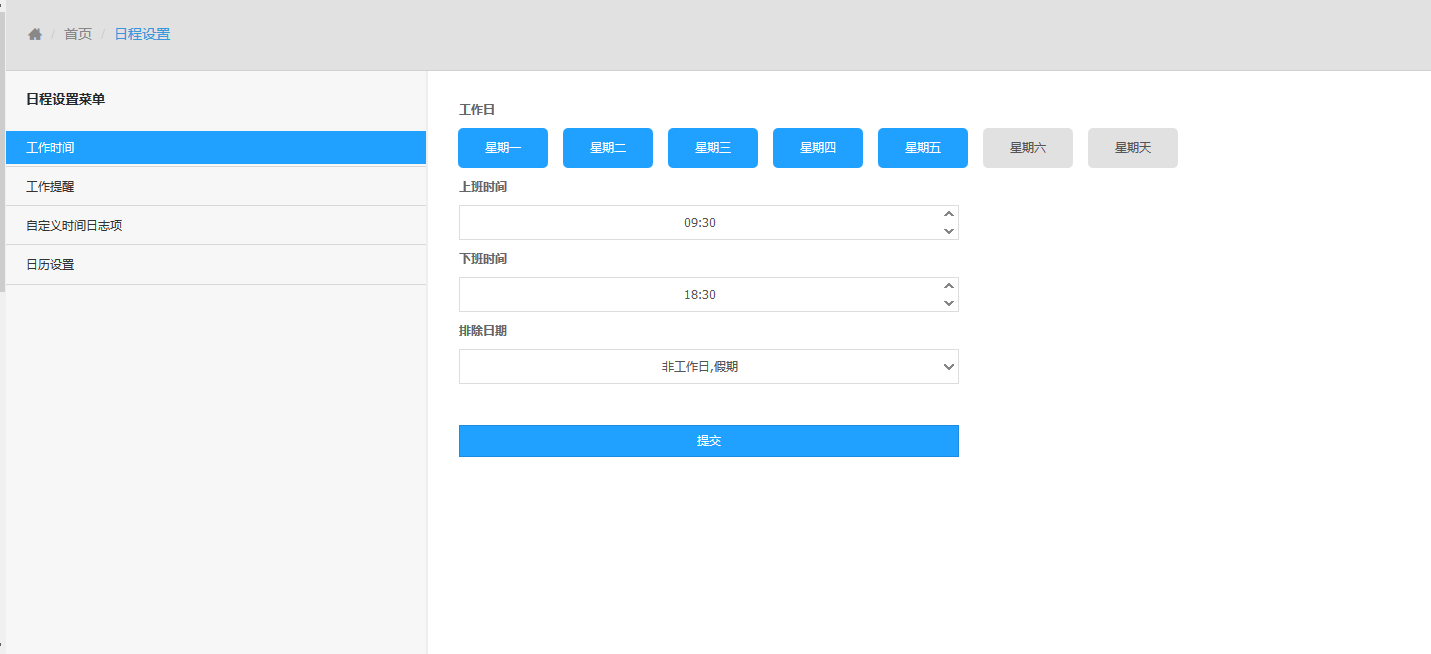 / 首页 / 日程设置
日程设置菜单
工作时间
工作提醒
自定义时间日志项
日历设置
工作日
星期一 星期二 星期三 星期四 星期五 星期六 星期天
上班时间
09:30
下班时间
18:30
排除日期
非工作日,假期
提交